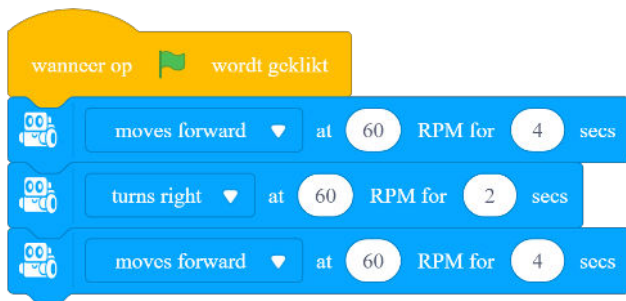 wanneer op wordt geklikt
moves forward at 60 RPM for 4 secs
turns right at 60 RPM for 2 secs
moves forward at 60 RPM for 4 secs